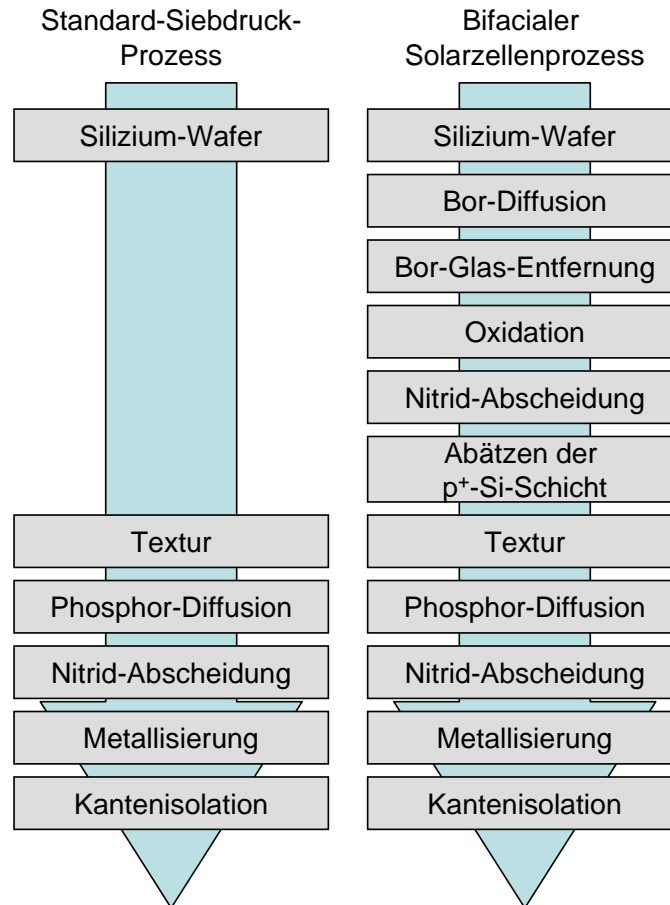 Standard-Siebdruck-
Prozess
Silizium-Wafer
Textur
Phosphor-Diffusion
Nitrid-Abscheidung
Metallisierung
Kantenisolation
Bifacialer
Solarzellenprozess
Silizium-Wafer
Bor-Diffusion
Bor-Glas-Entfernung
Oxidation
Nitrid-Abscheidung
Abätzen der
p⁺-Si-Schicht
Textur
Phosphor-Diffusion
Nitrid-Abscheidung
Metallisierung
Kantenisolation